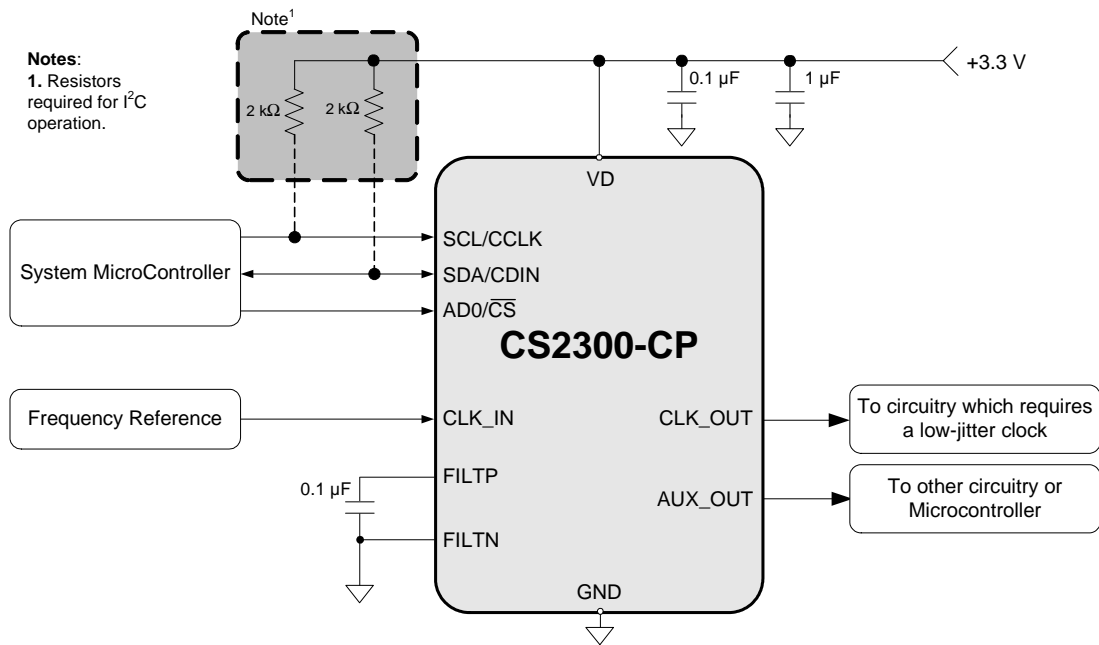 Note¹
Notes:
1. Resistors
required for I²C
operation.
+3.3 V
0.1 µF
1 µF
2 kΩ
2 kΩ
VD
System MicroController
SCL/CCLK
SDA/CDIN
AD0/C̅S̅
CS2300-CP
Frequency Reference
CLK_IN
CLK_OUT
To circuitry which requires
a low-jitter clock
FILTP
0.1 µF
AUX_OUT
To other circuitry or
Microcontroller
FILTN
GND